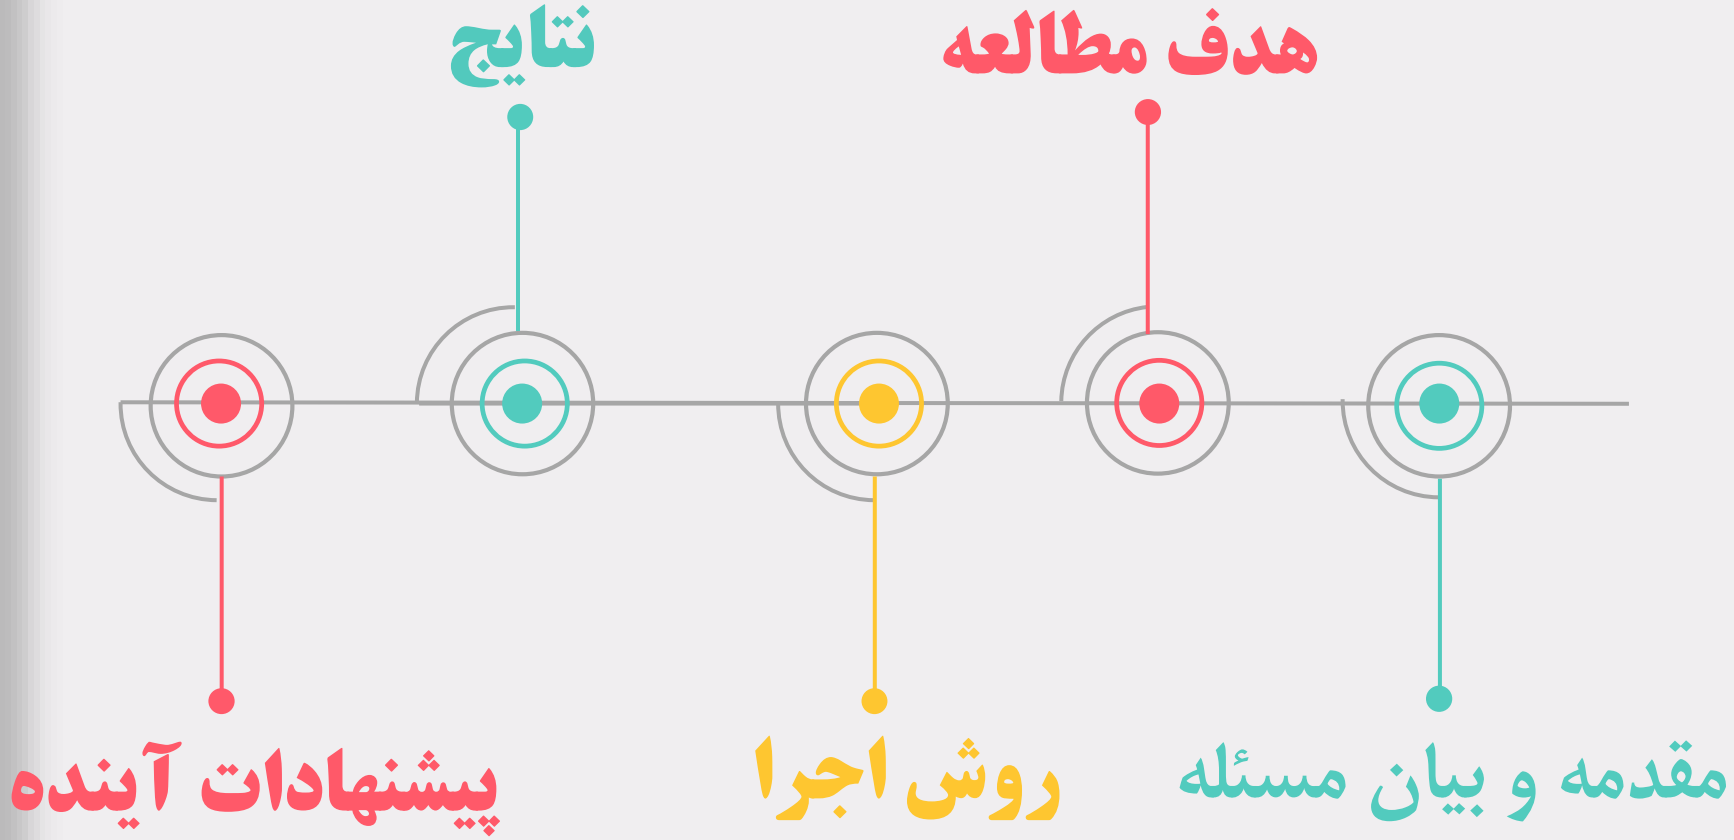 مقدمه و بیان مسئله
هدف مطالعه
روش اجرا
نتایج
پیشنهادات آینده